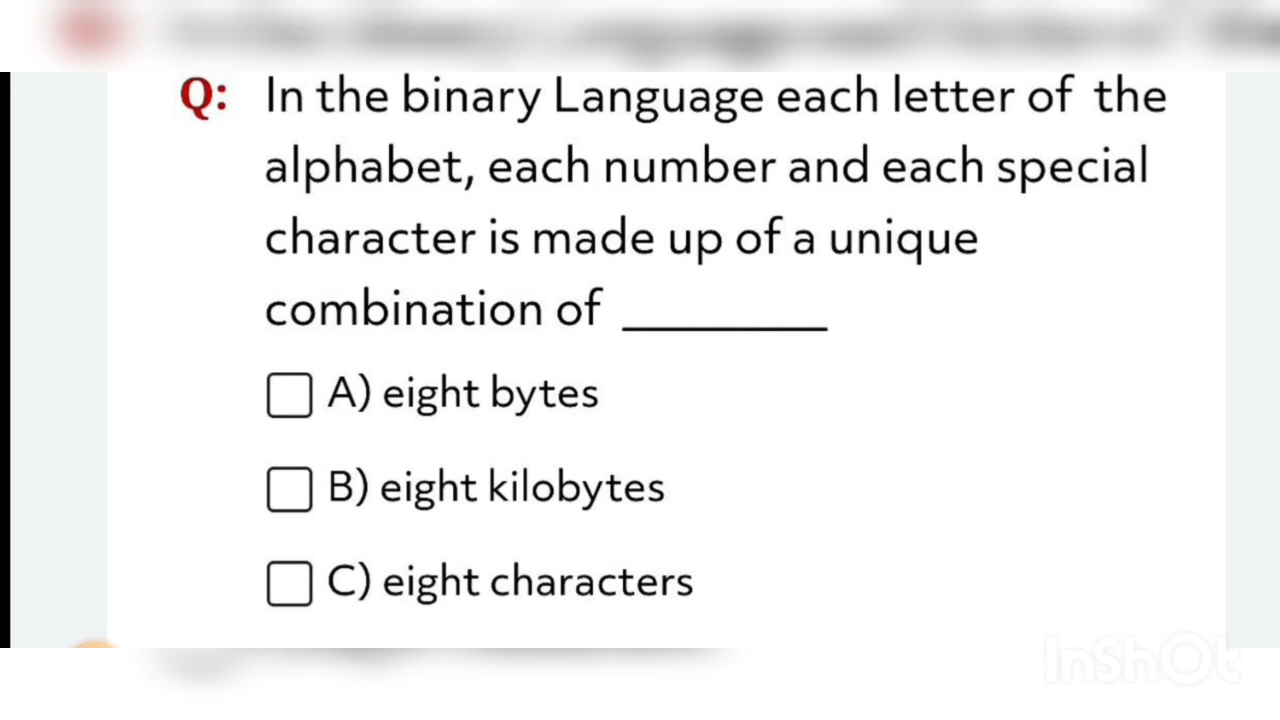 Q: In the binary Language each letter of the
alphabet, each number and each special
character is made up of a unique
combination of _________
A) eight bytes
B) eight kilobytes
C) eight characters
InShOt